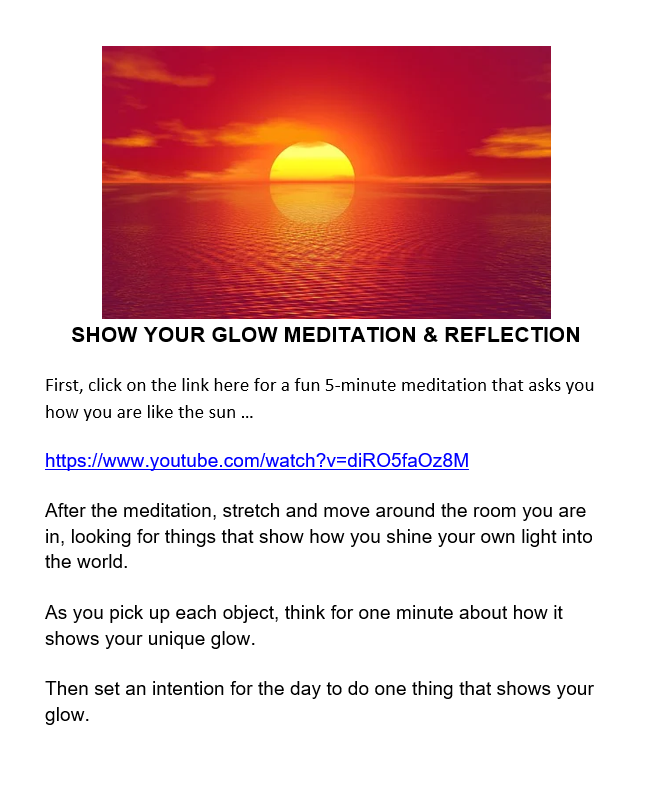 SHOW YOUR GLOW MEDITATION & REFLECTION
First, click on the link here for a fun 5-minute meditation that asks you
how you are like the sun …
https://www.youtube.com/watch?v=diRO5faOz8M
After the meditation, stretch and move around the room you are
in, looking for things that show how you shine your own light into
the world.
As you pick up each object, think for one minute about how it
shows your unique glow.
Then set an intention for the day to do one thing that shows your
glow.